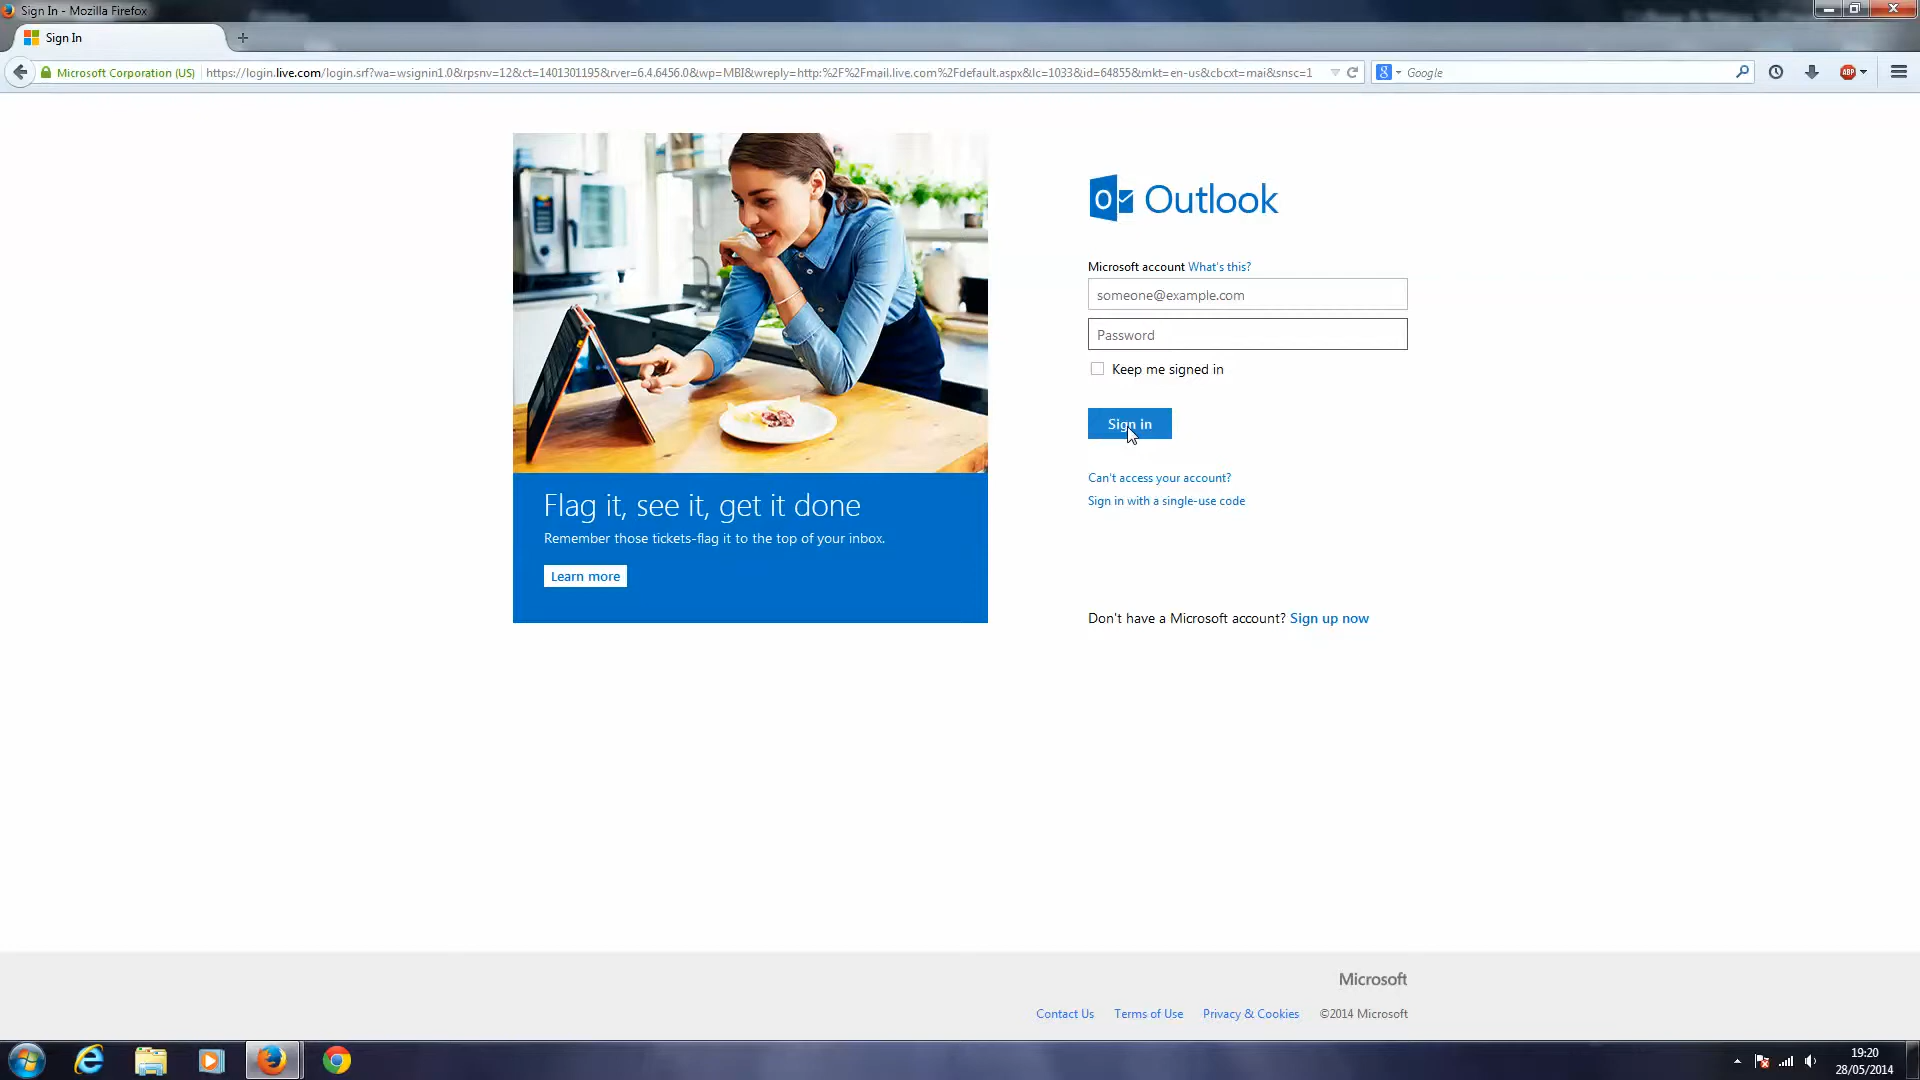 Sign In - Mozilla Firefox
Sign In
Microsoft Corporation (US)
https://login.live.com/login.srf?wa=wsignin1.0&rpsnv=12&ct=1401301195&rver=6.4.6456.0&wp=MBI&wreply=http:%2F%2Fmail.live.com%2Fdefault.aspx&lc=1033&id=64855&mkt=en-us&cbcxt=mai&snsc=1
Google
ABP
Outlook
Microsoft account What's this?
someone@example.com
Password
Keep me signed in
Sign in
Can't access your account?
Sign in with a single-use code
Flag it, see it, get it done
Remember those tickets-flag it to the top of your inbox.
Learn more
Don't have a Microsoft account? Sign up now
Microsoft
Contact Us Terms of Use Privacy & Cookies ©2014 Microsoft
19:20
28/05/2014